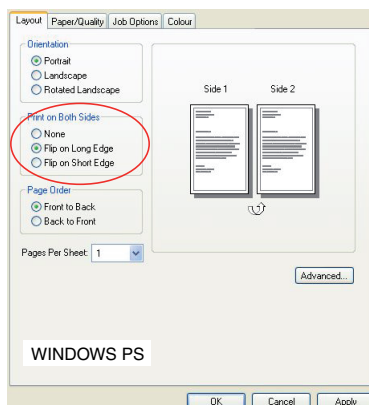 Layout Paper/Quality Job Options Colour
Orientation
Portrait
Landscape
Rotated Landscape
Print on Both Sides
None
Flip on Long Edge
Flip on Short Edge
Page Order
Front to Back
Back to Front
Pages Per Sheet: 1
Side 1 Side 2
Advanced...
WINDOWS PS
OK Cancel Apply